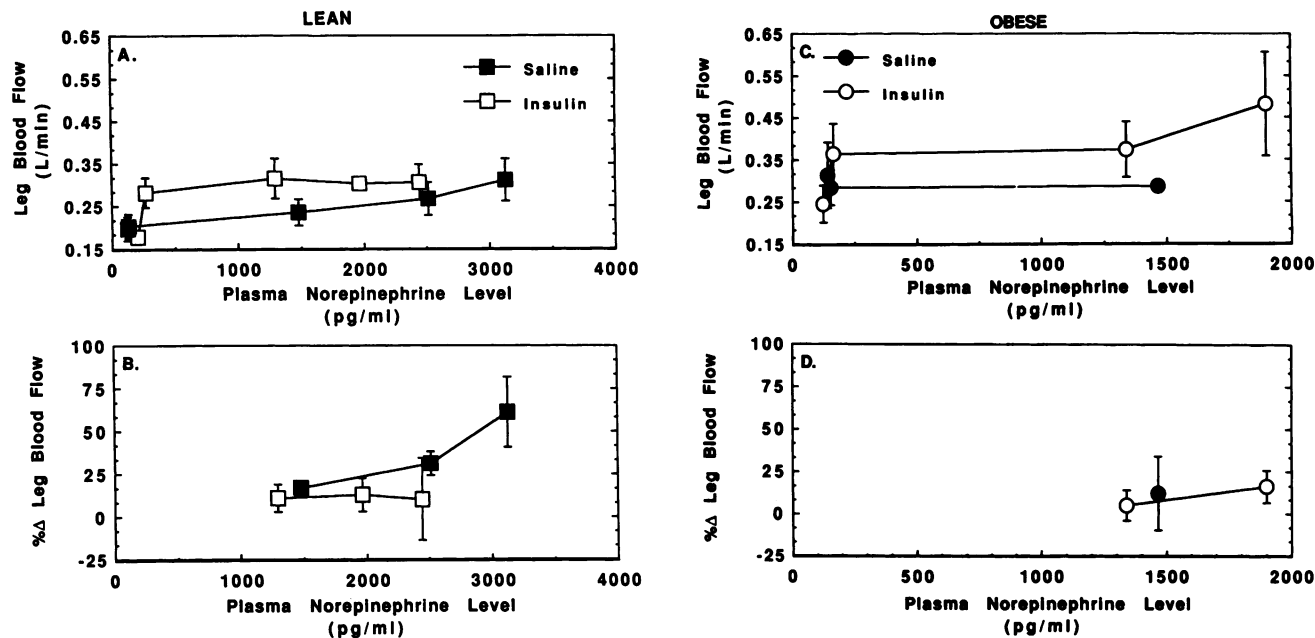 LEAN
A.
Saline
Insulin
Leg Blood Flow
(L/min)
0.65
0.55
0.45
0.35
0.25
0.15
0
1000
2000
3000
4000
Plasma Norepinephrine Level
(pg/ml)
OBESE
C.
Saline
Insulin
Leg Blood Flow
(L/min)
0.65
0.55
0.45
0.35
0.25
0.15
0
500
1000
1500
2000
Plasma Norepinephrine Level
(pg/ml)
B.
%Δ Leg Blood Flow
100
75
50
25
0
-25
0
1000
2000
3000
4000
Plasma Norepinephrine Level
(pg/ml)
D.
%Δ Leg Blood Flow
100
75
50
25
0
-25
0
500
1000
1500
2000
Plasma Norepinephrine Level
(pg/ml)